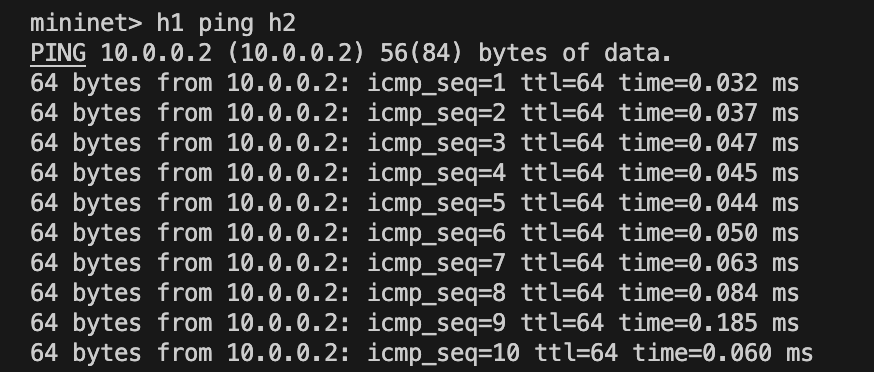 mininet> h1 ping h2
PING 10.0.0.2 (10.0.0.2) 56(84) bytes of data.
64 bytes from 10.0.0.2: icmp_seq=1 ttl=64 time=0.032 ms
64 bytes from 10.0.0.2: icmp_seq=2 ttl=64 time=0.037 ms
64 bytes from 10.0.0.2: icmp_seq=3 ttl=64 time=0.047 ms
64 bytes from 10.0.0.2: icmp_seq=4 ttl=64 time=0.045 ms
64 bytes from 10.0.0.2: icmp_seq=5 ttl=64 time=0.044 ms
64 bytes from 10.0.0.2: icmp_seq=6 ttl=64 time=0.050 ms
64 bytes from 10.0.0.2: icmp_seq=7 ttl=64 time=0.063 ms
64 bytes from 10.0.0.2: icmp_seq=8 ttl=64 time=0.084 ms
64 bytes from 10.0.0.2: icmp_seq=9 ttl=64 time=0.185 ms
64 bytes from 10.0.0.2: icmp_seq=10 ttl=64 time=0.060 ms